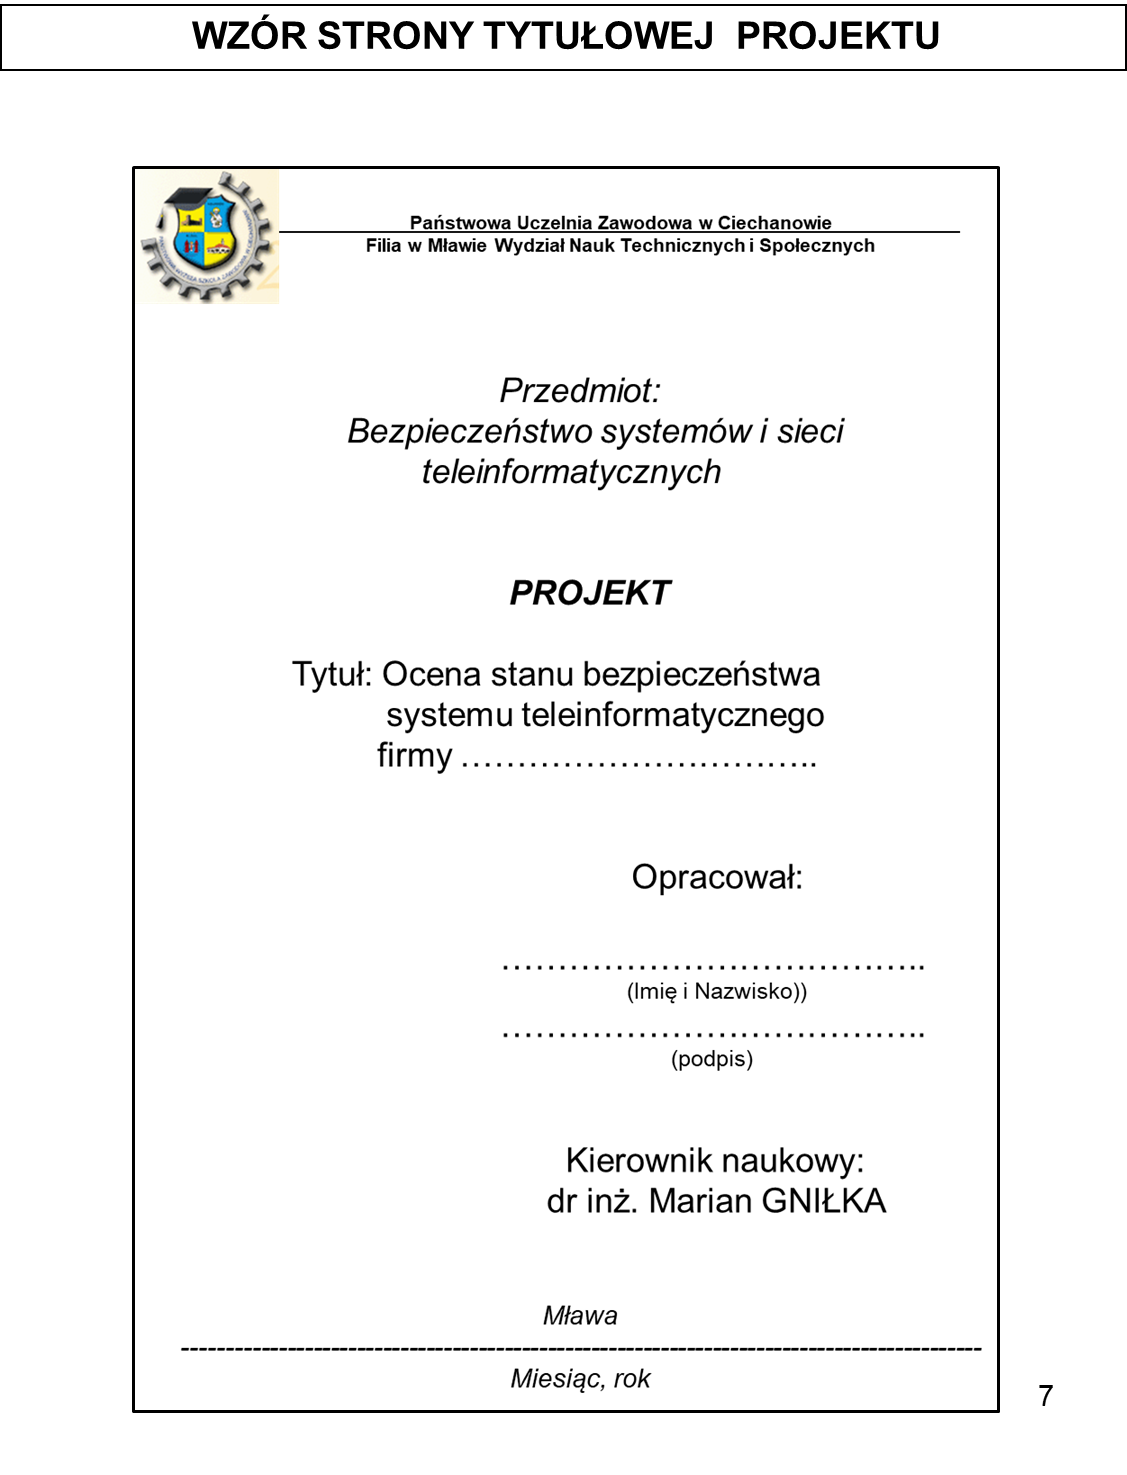 WZÓR STRONY TYTUŁOWEJ  PROJEKTU
Państwowa Uczelnia Zawodowa w Ciechanowie
Filia w Mławie Wydział Nauk Technicznych i Społecznych
Przedmiot:
Bezpieczeństwo systemów i sieci
teleinformatycznych
PROJEKT
Tytuł: Ocena stanu bezpieczeństwa
systemu teleinformatycznego
firmy ……………………………..
Opracował:
……………………………………..
(Imię i Nazwisko))
……………………………………..
(podpis)
Kierownik naukowy:
dr inż. Marian GNIŁKA
Mława
-----------------------------------------------------------------------------------------
Miesiąc, rok
7